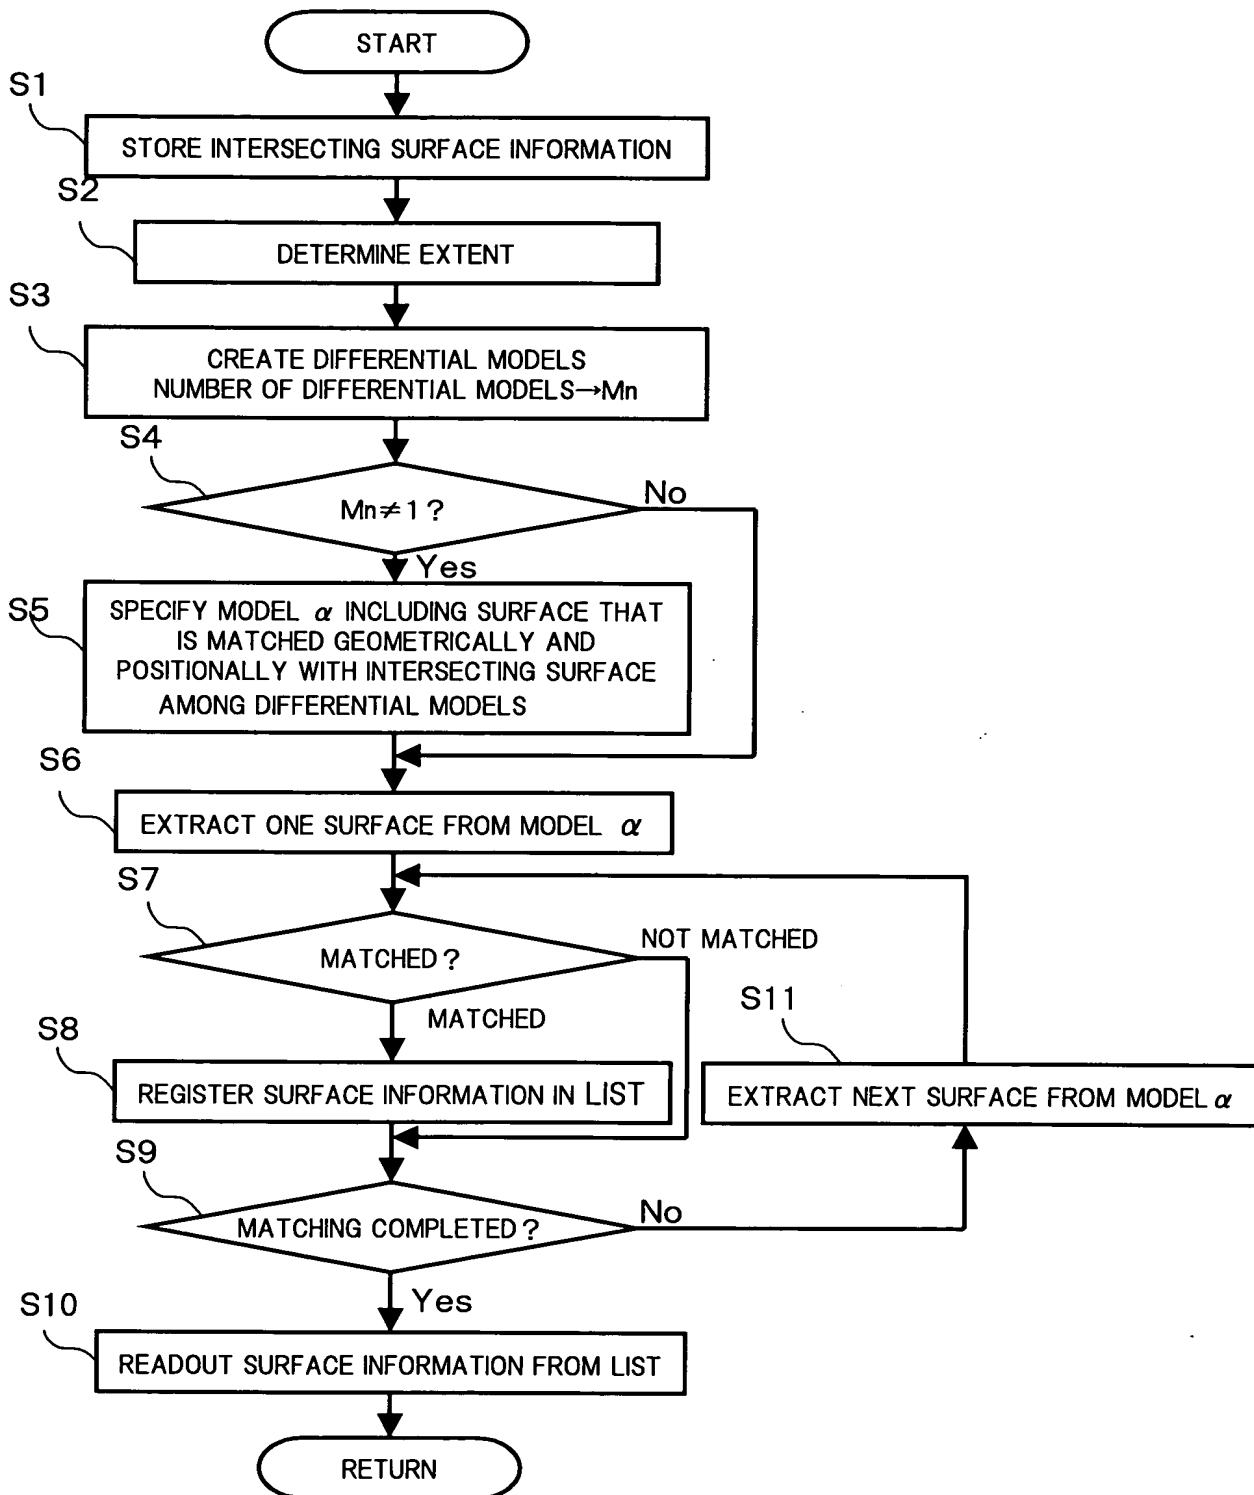 START
S1
STORE INTERSECTING SURFACE INFORMATION
S2
DETERMINE EXTENT
S3
CREATE DIFFERENTIAL MODELS
NUMBER OF DIFFERENTIAL MODELS→Mn
S4
Mn≠1?
No
Yes
S5
SPECIFY MODEL α INCLUDING SURFACE THAT
IS MATCHED GEOMETRICALLY AND
POSITIONALLY WITH INTERSECTING SURFACE
AMONG DIFFERENTIAL MODELS
S6
EXTRACT ONE SURFACE FROM MODEL α
S7
MATCHED?
NOT MATCHED
MATCHED
S8
REGISTER SURFACE INFORMATION IN LIST
S11
EXTRACT NEXT SURFACE FROM MODEL α
S9
MATCHING COMPLETED?
No
Yes
S10
READOUT SURFACE INFORMATION FROM LIST
RETURN